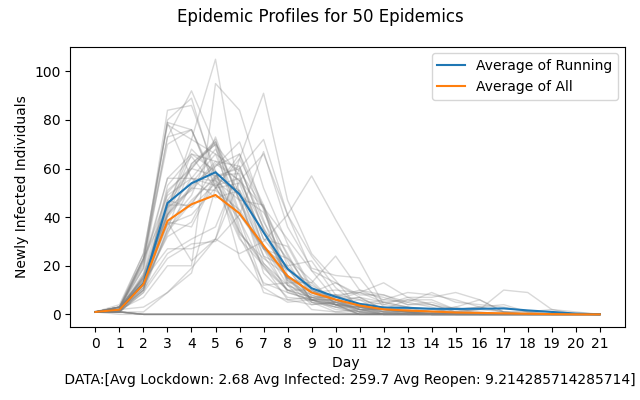 Epidemic Profiles for 50 Epidemics
Average of Running
Average of All
Newly Infected Individuals
100
80
60
40
20
0
0 1 2 3 4 5 6 7 8 9 10 11 12 13 14 15 16 17 18 19 20 21
Day
DATA:[Avg Lockdown: 2.68 Avg Infected: 259.7 Avg Reopen: 9.214285714285714]